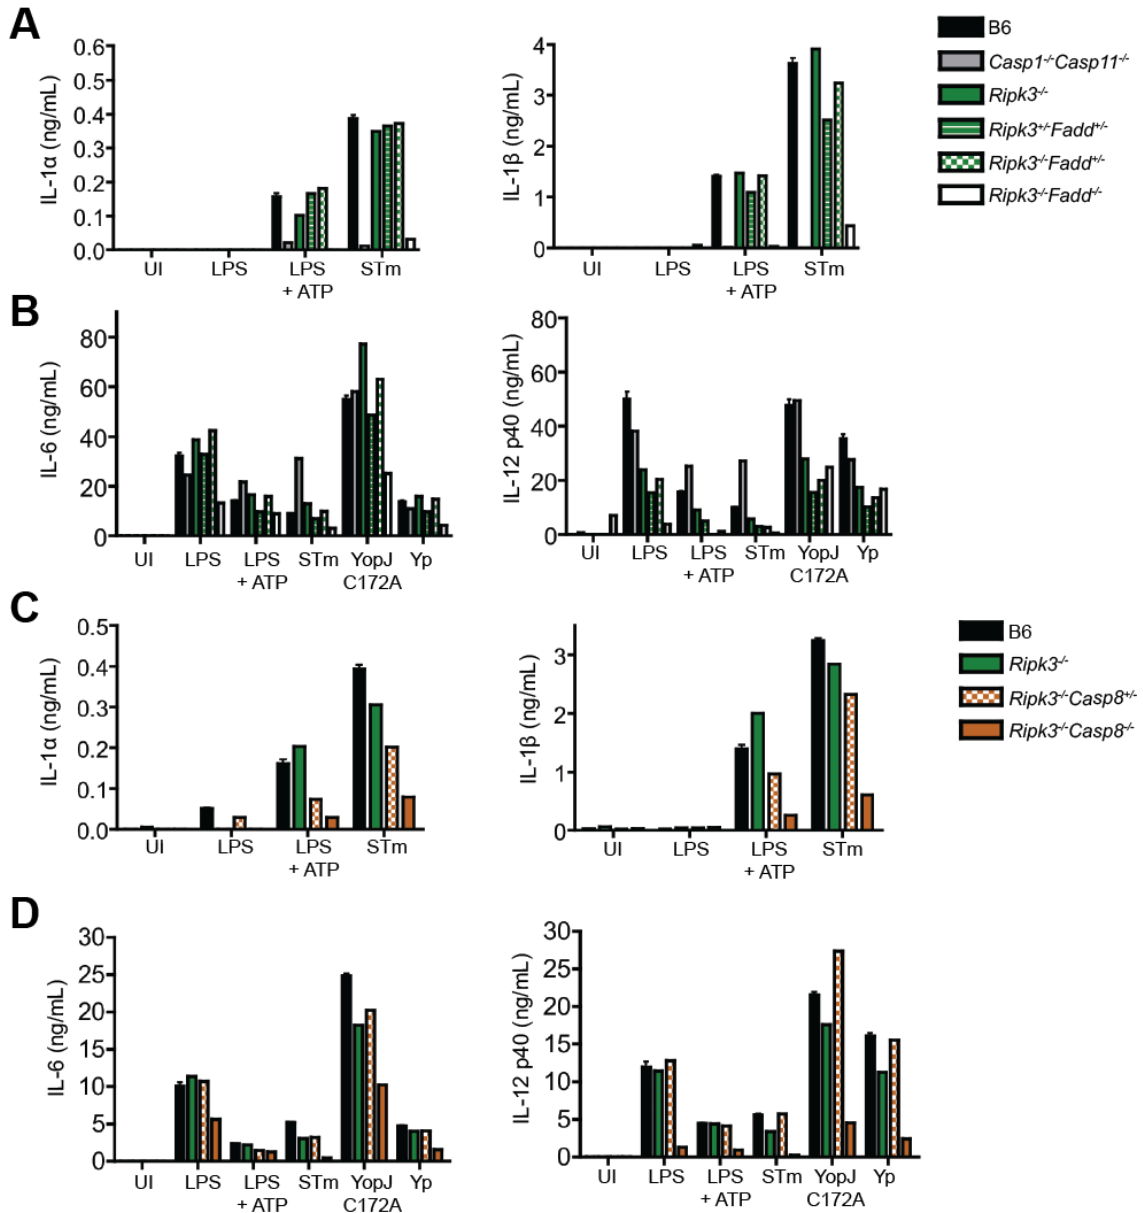 A
IL-1α (ng/mL)
0.6
0.5
0.4
0.3
0.2
0.1
0.0
UI LPS LPS + ATP STm
IL-1β (ng/mL)
4
3
2
1
0
UI LPS LPS + ATP STm
B6
Casp1-/-Casp11-/-
Ripk3-/-
Ripk3+/-Fadd+/-
Ripk3-/-Fadd+/-
Ripk3-/-Fadd-/-
B
IL-6 (ng/mL)
80
60
40
20
0
UI LPS LPS + ATP STm YopJ C172A Yp
IL-12 p40 (ng/mL)
80
60
40
20
0
UI LPS LPS + ATP STm YopJ C172A Yp
C
IL-1α (ng/mL)
0.5
0.4
0.3
0.2
0.1
0.0
UI LPS LPS + ATP STm
IL-1β (ng/mL)
3
2
1
0
UI LPS LPS + ATP STm
B6
Ripk3-/-
Ripk3-/-Casp8+/-
Ripk3-/-Casp8-/-
D
IL-6 (ng/mL)
30
25
20
15
10
5
0
UI LPS LPS + ATP STm YopJ C172A Yp
IL-12 p40 (ng/mL)
30
25
20
15
10
5
0
UI LPS LPS + ATP STm YopJ C172A Yp